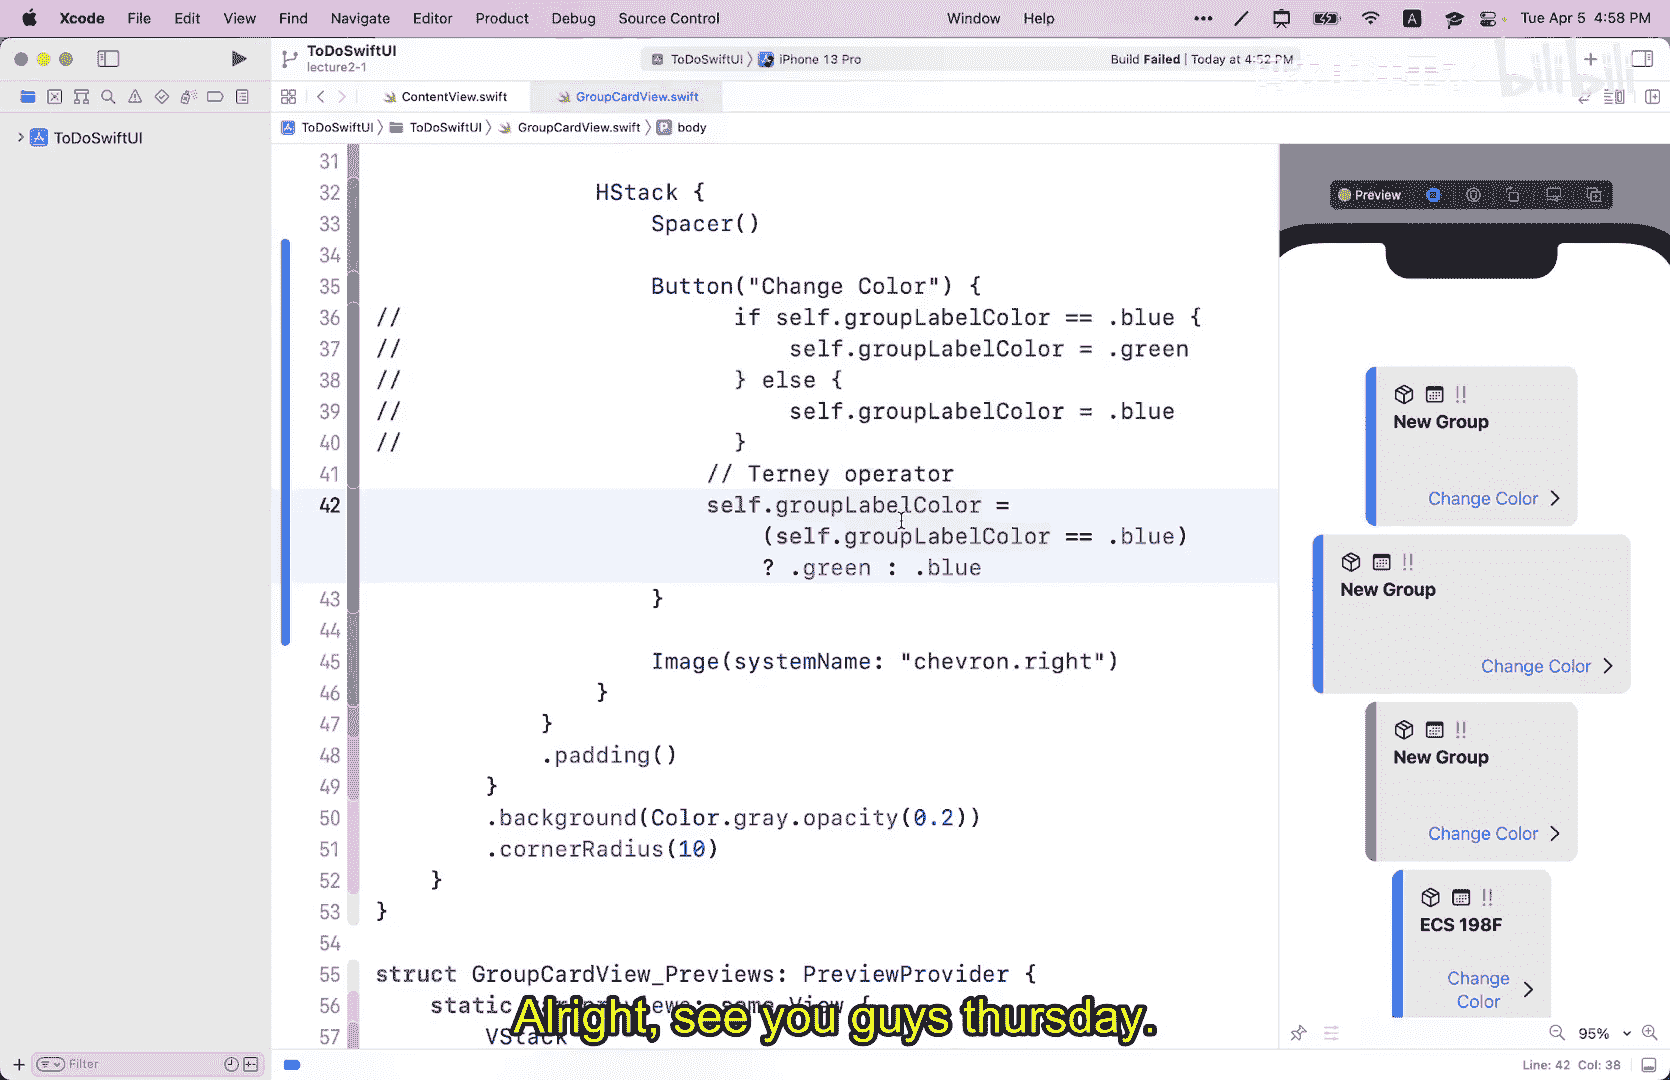 Xcode File Edit View Find Navigate Editor Product Debug Source Control Window Help A Tue Apr 5 4:58 PM
ToDoSwiftUI
lecture2-1
ToDoSwiftUI iPhone 13 Pro
Build Failed | Today at 4:52 PM
bilibili
ContentView.swift
GroupCardView.swift
ToDoSwiftUI ToDoSwiftUI GroupCardView.swift body
ToDoSwiftUI
31
32 HStack {
33 Spacer()
34
35 Button("Change Color") {
36 // if self.groupLabelColor == .blue {
37 // self.groupLabelColor = .green
38 // } else {
39 // self.groupLabelColor = .blue
40 // }
41 // Terney operator
42 self.groupLabelColor =
(self.groupLabelColor == .blue)
? .green : .blue
43 }
44
45 Image(systemName: "chevron.right")
46 }
47 }
48 .padding()
49 }
50 .background(Color.gray.opacity(0.2))
51 .cornerRadius(10)
52 }
53 }
54
55 struct GroupCardView_Previews: PreviewProvider {
56 static var previews: some View {
57 VStack
Alright, see you guys thursday.
Preview
!!
New Group
Change Color
!!
New Group
Change Color
!!
New Group
Change Color
!!
ECS 198F
Change
Color
95%
Filter
Line: 42 Col: 38